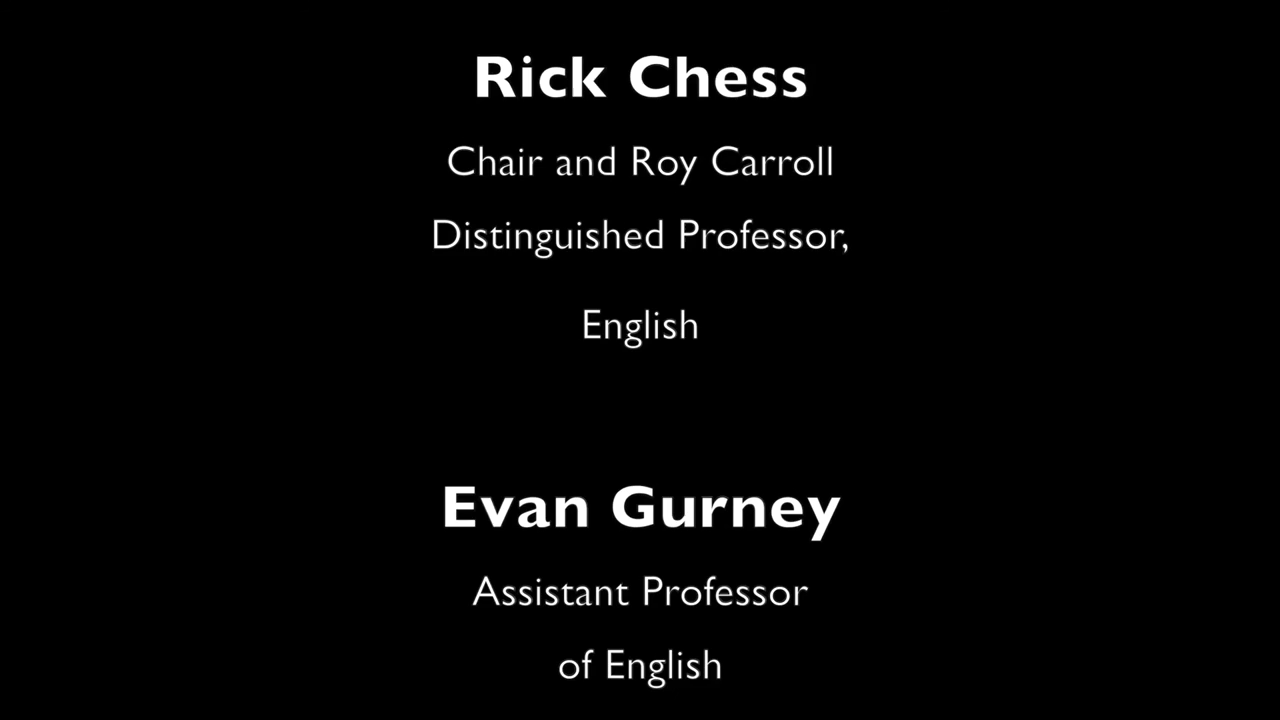 Rick Chess
Chair and Roy Carroll
Distinguished Professor,
English
Evan Gurney
Assistant Professor
of English